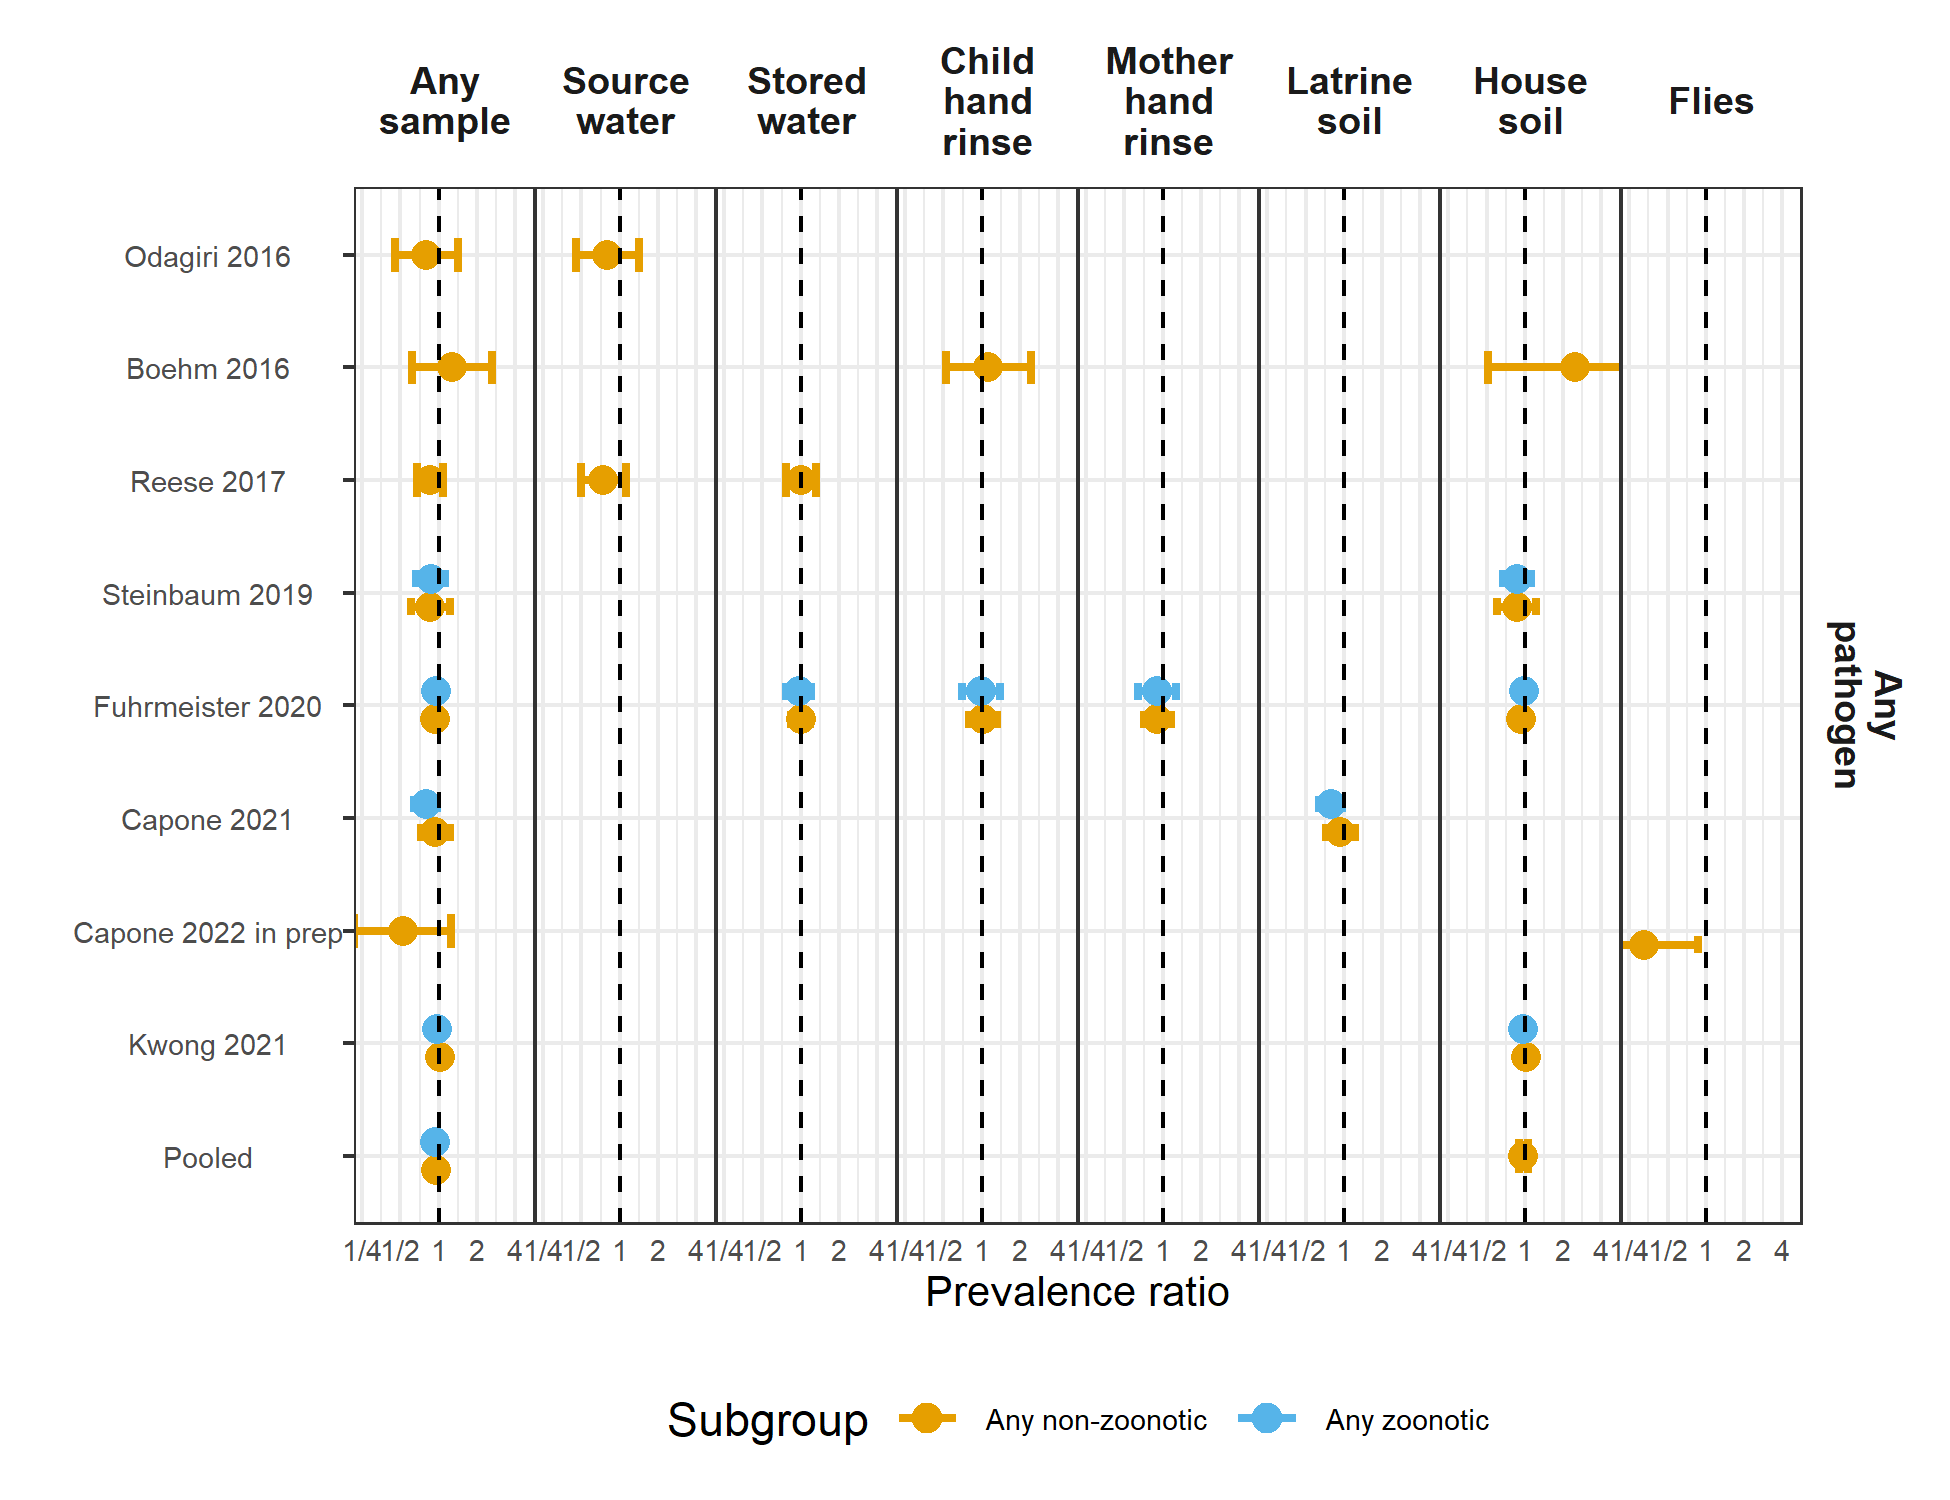 Any
sample
Source
water
Stored
water
Child
hand
rinse
Mother
hand
rinse
Latrine
soil
House
soil
Flies
Odagiri 2016
Boehm 2016
Reese 2017
Steinbaum 2019
Fuhrmeister 2020
Capone 2021
Capone 2022 in prep
Kwong 2021
Pooled
Any
pathogen
1/41/2 1 2 41/41/2 1 2 41/41/2 1 2 41/41/2 1 2 41/41/2 1 2 41/41/2 1 2 41/41/2 1 2 41/41/2 1 2 4
Prevalence ratio
Subgroup Any non-zoonotic Any zoonotic